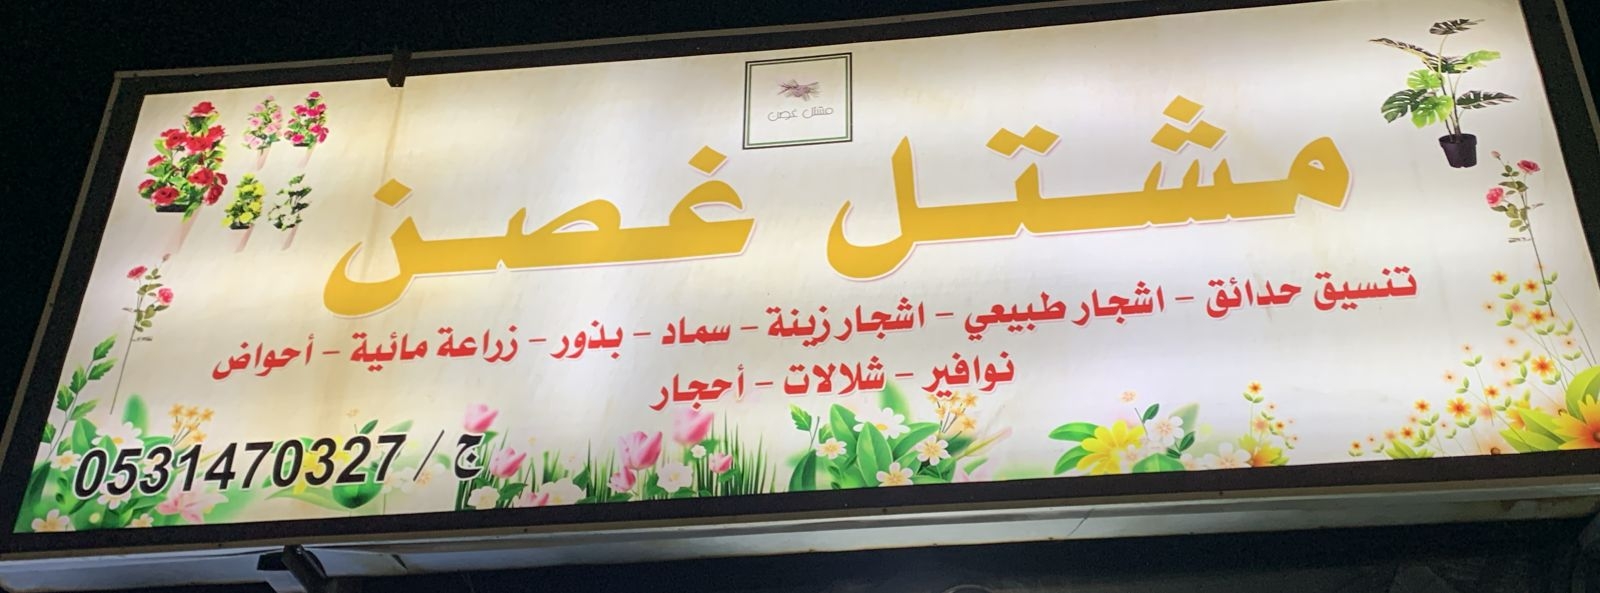 مشتل غصن
مشتل غصن
تنسيق حدائق - اشجار طبيعي - اشجار زينة - سماد - بذور - زراعة مائية - أحواض
نوافير - شلالات - أحجار
ج / 0531470327